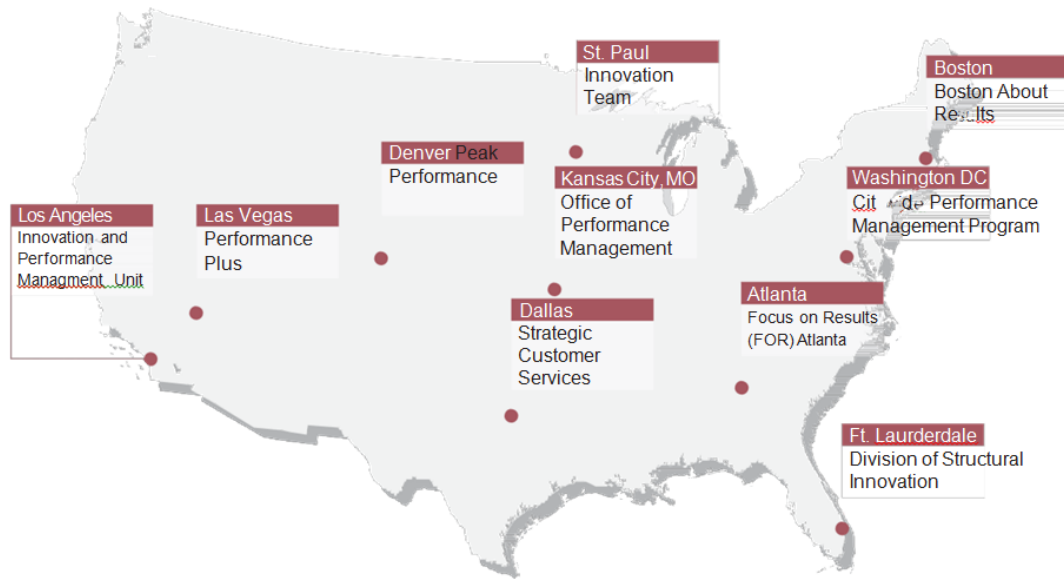 St. Paul
Innovation
Team
Boston
Boston About
Results
Denver Peak
Performance
Kansas City, MO
Office of
Performance
Management
Washington DC
Performance
Management Program
Los Angeles
Innovation and
Performance
Managment Unit
Las Vegas
Performance
Plus
Dallas
Strategic
Customer
Services
Atlanta
Focus on Results
(FOR) Atlanta
Ft. Laurderdale
Division of Structural
Innovation